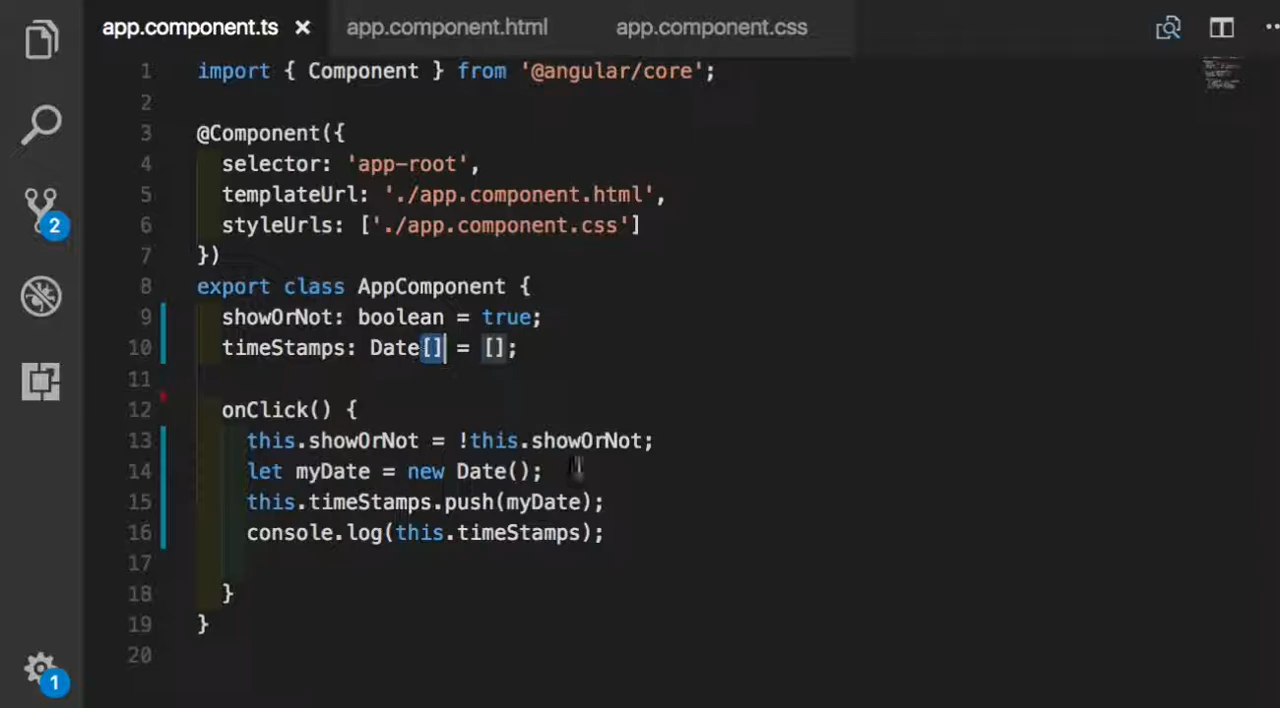 app.component.ts × app.component.html app.component.css
1 import { Component } from '@angular/core';
2
3 @Component({
4 selector: 'app-root',
5 templateUrl: './app.component.html',
6 styleUrls: ['./app.component.css']
7 })
8 export class AppComponent {
9 showOrNot: boolean = true;
10 timeStamps: Date[] = [];
11
12 onClick() {
13 this.showOrNot = !this.showOrNot;
14 let myDate = new Date();
15 this.timeStamps.push(myDate);
16 console.log(this.timeStamps);
17
18 }
19 }
20
2
1